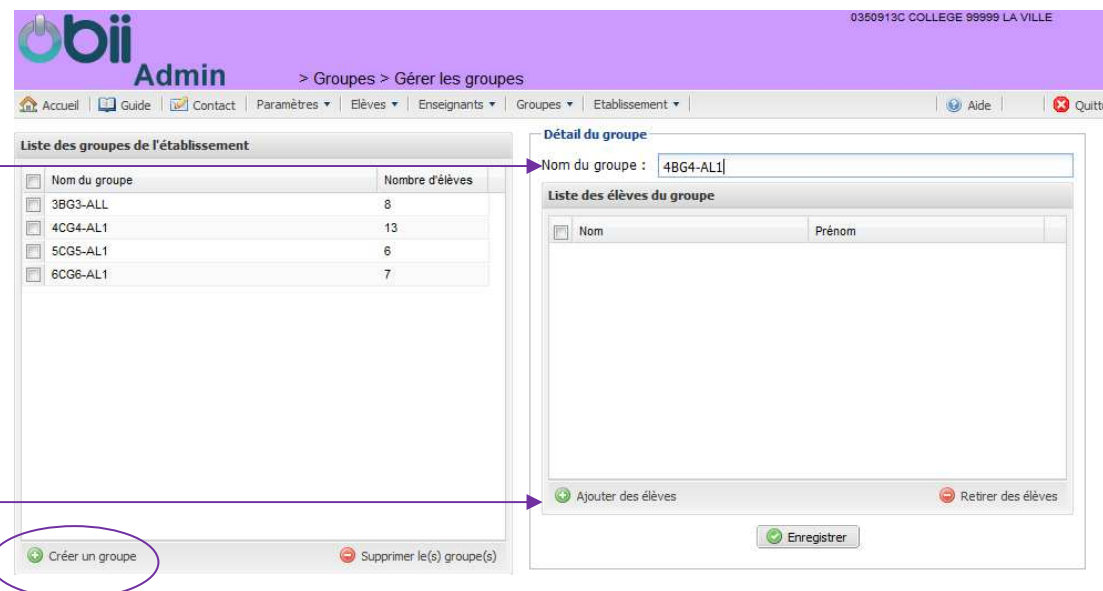 obii
Admin
0350913C COLLEGE 99999 LA VILLE
> Groupes > Gérer les groupes
Accueil Guide Contact Paramètres Elèves Enseignants Groupes Etablissement Aide Quitt
Liste des groupes de l'établissement
Nom du groupe Nombre d'élèves
3BG3-ALL 8
4CG4-AL1 13
5CG5-AL1 6
6CG6-AL1 7
Créer un groupe Supprimer le(s) groupe(s)
Détail du groupe
Nom du groupe : 4BG4-AL1
Liste des élèves du groupe
Nom Prénom
Ajouter des élèves Retirer des élèves
Enregistrer